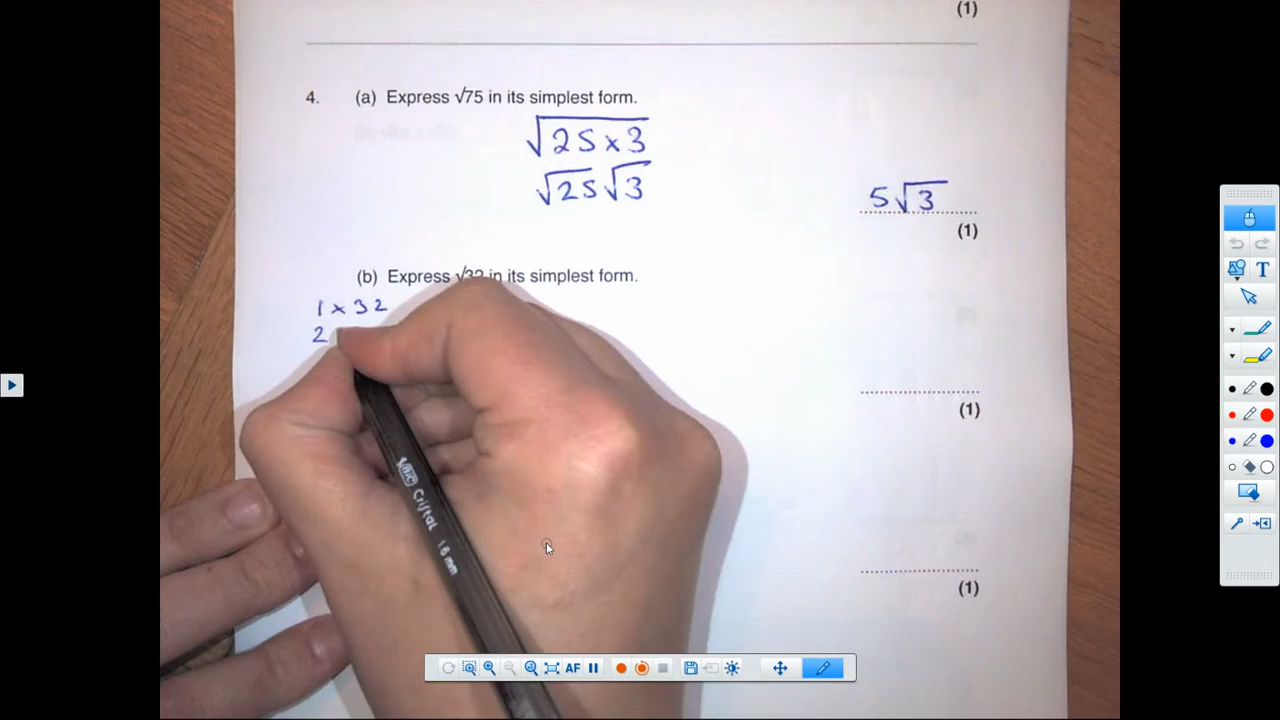 (1)
4. (a) Express √75 in its simplest form.
√25 x 3
√25 √3
5√3
(1)
(b) Express √32 in its simplest form.
1 x 32
2
(1)
(1)
BIC Cristal 1.6 mm
T
AF